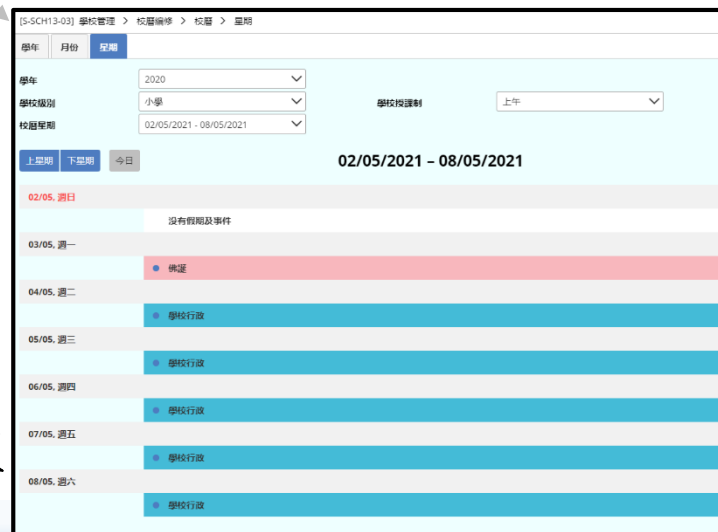 [S-SCH13-03] 學校管理 > 校曆編修 > 校曆 > 星期
學年 月份 星期
學年 2020
學校級別 小學 學校授課制 上午
校曆星期 02/05/2021 - 08/05/2021
上星期 下星期 今日 02/05/2021 – 08/05/2021
02/05, 週日
没有假期及事件
03/05, 週一
佛誕
04/05, 週二
學校行政
05/05, 週三
學校行政
06/05, 週四
學校行政
07/05, 週五
學校行政
08/05, 週六
學校行政